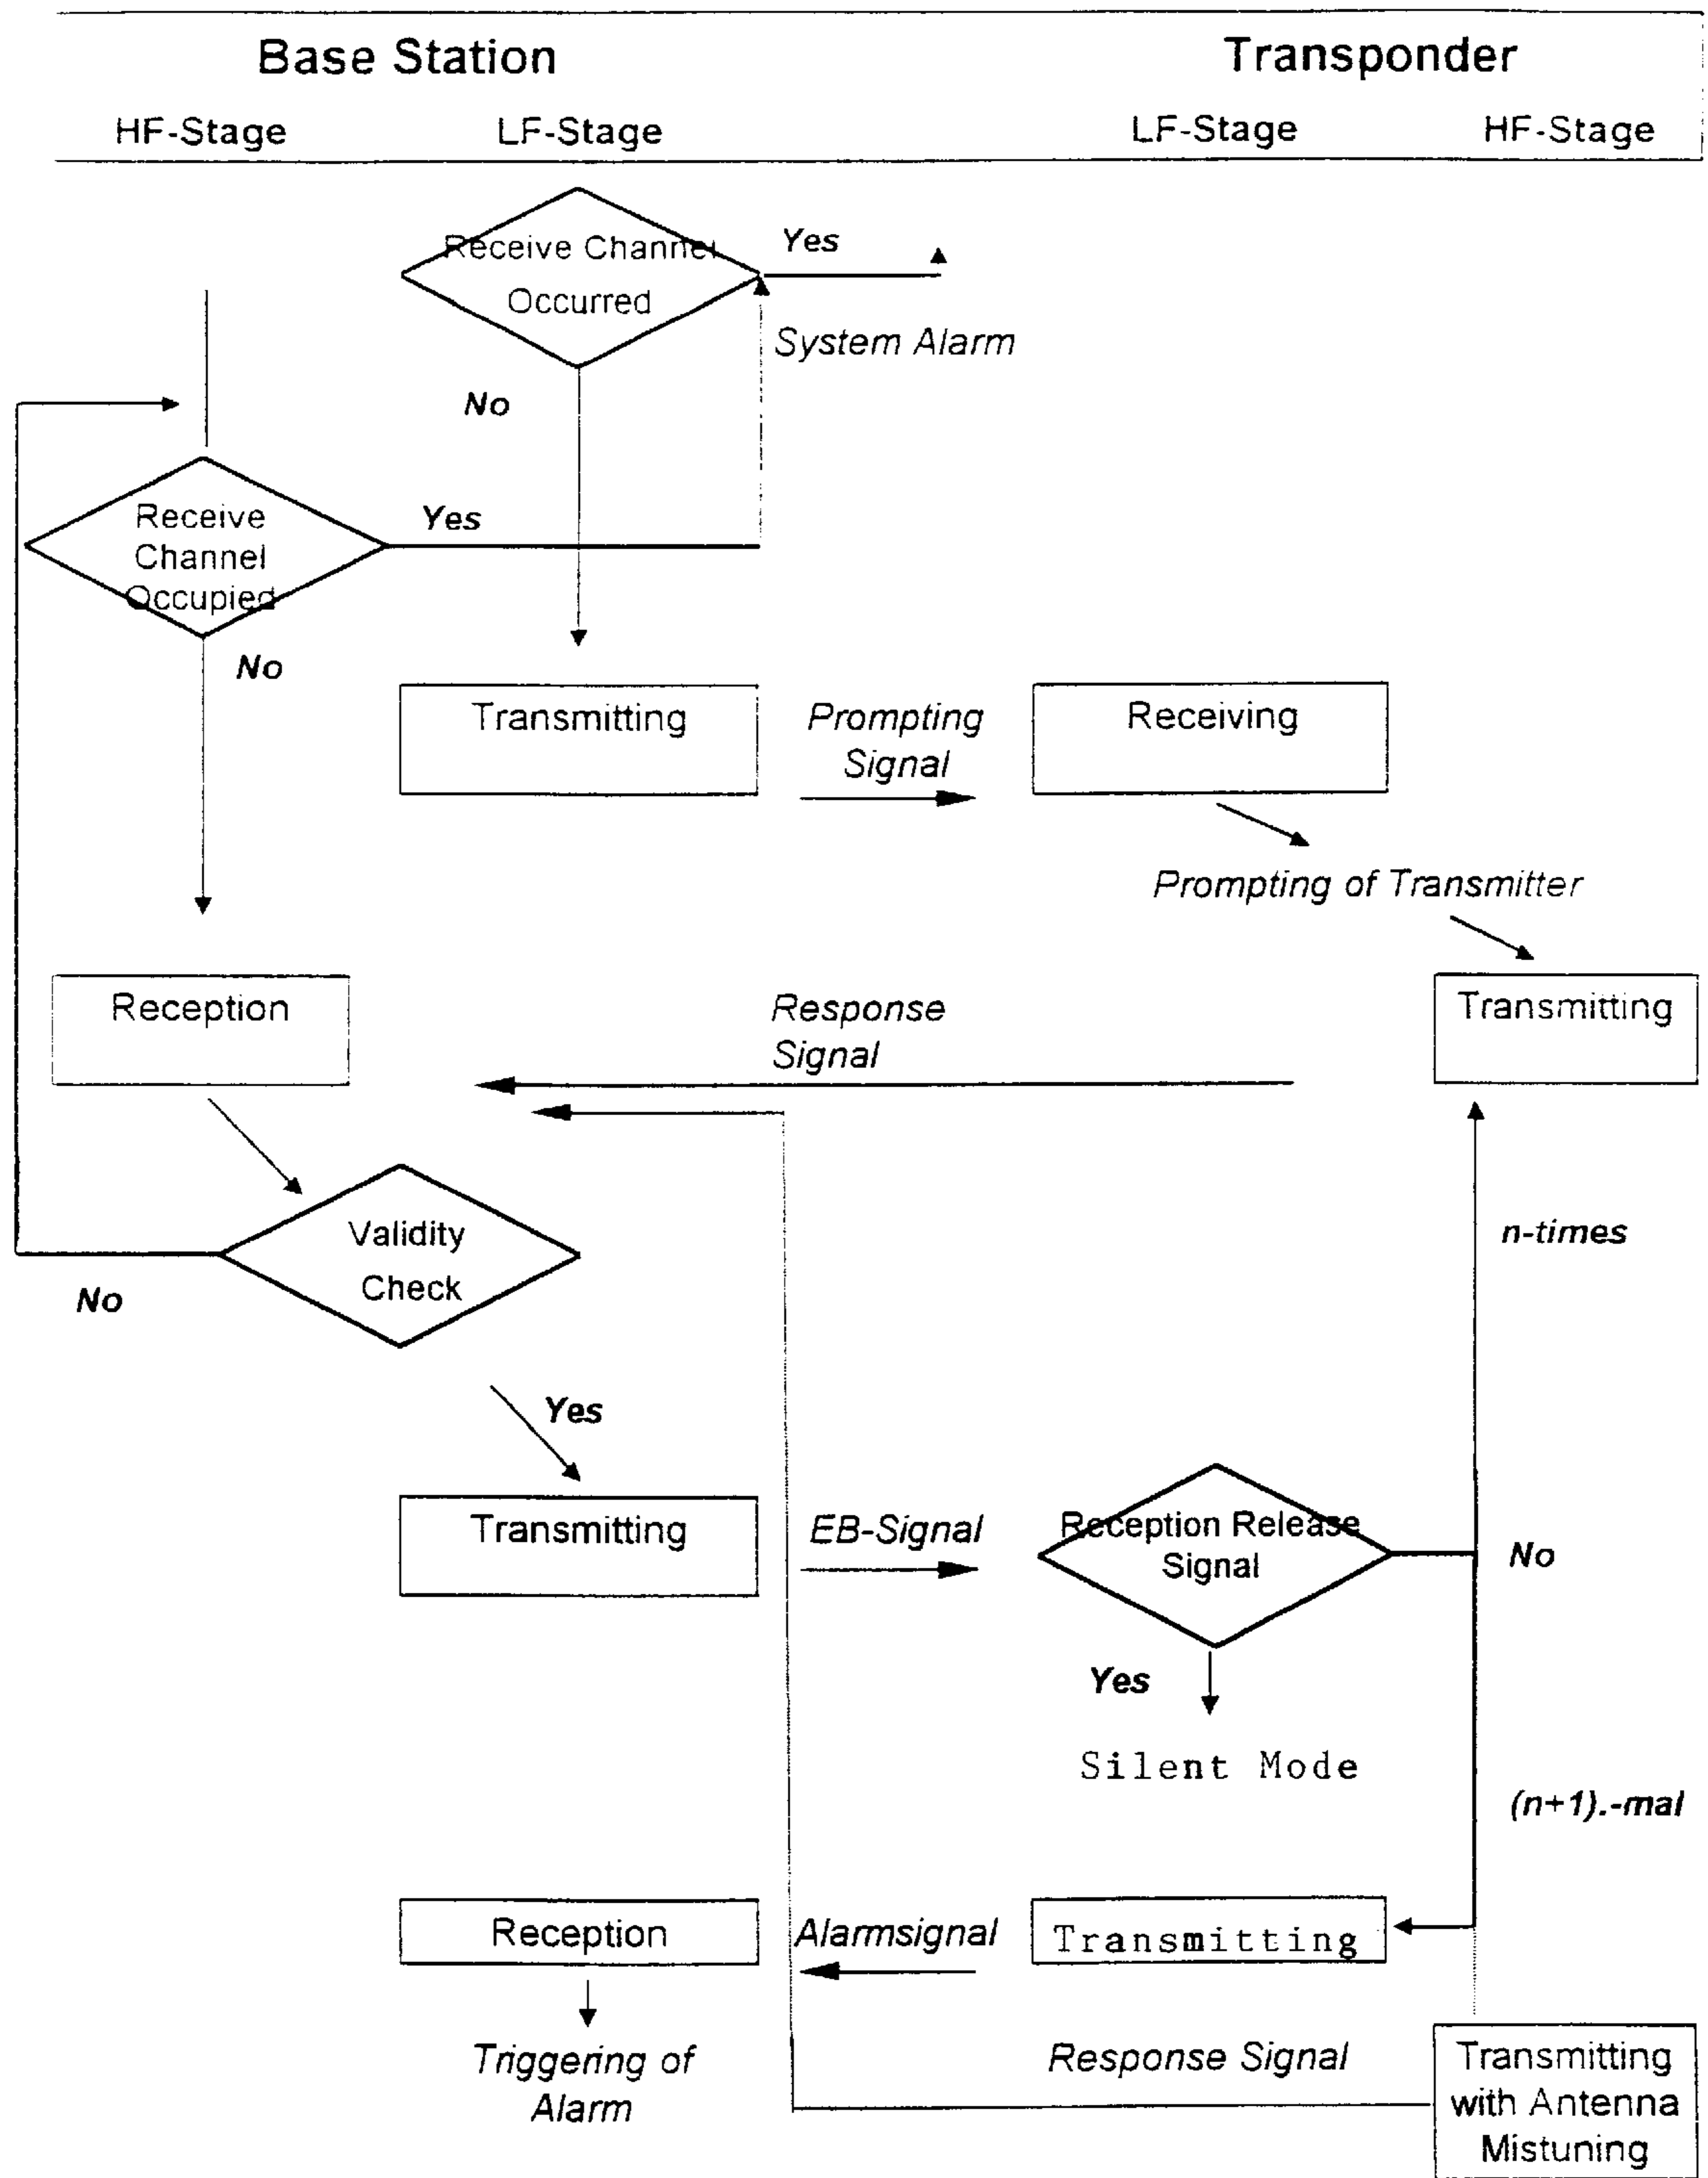 Base Station
Transponder
HF-Stage
LF-Stage
LF-Stage
HF-Stage
Receive Channel
Occurred
Yes
System Alarm
No
Receive
Channel
Occupied
Yes
No
Transmitting
Prompting
Signal
Receiving
Prompting of Transmitter
Reception
Response
Signal
Transmitting
Validity
Check
No
n-times
Yes
Transmitting
EB-Signal
Reception Release
Signal
No
Yes
Silent Mode
(n+1).-mal
Reception
Alarmsignal
Transmitting
Triggering of
Alarm
Response Signal
Transmitting
with Antenna
Mistuning